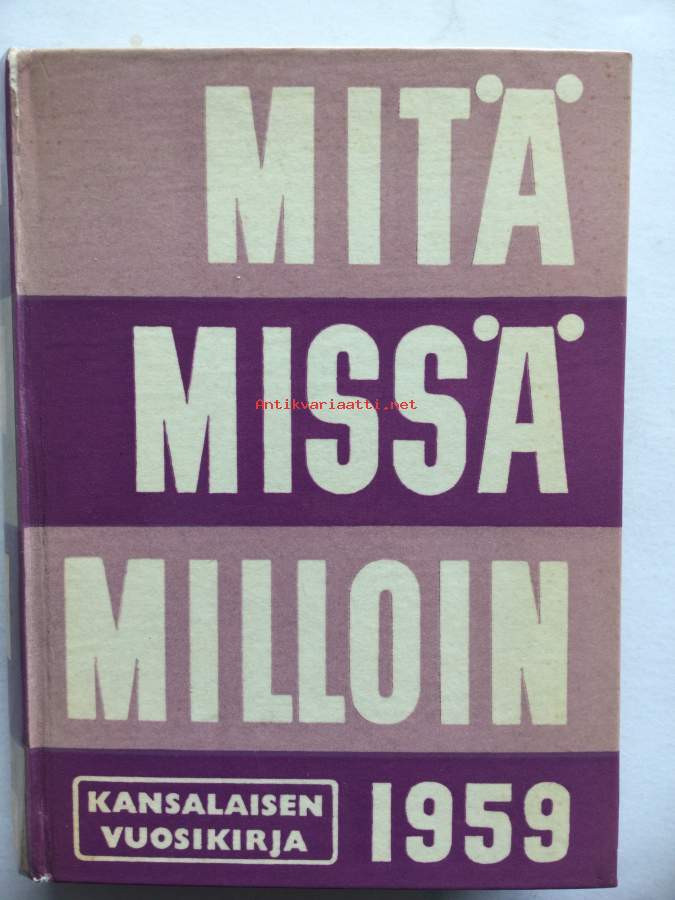 MITÄ
MISSÄ
Antikvariaatti.net
MILLOIN
KANSALAISEN
VUOSIKIRJA
1959